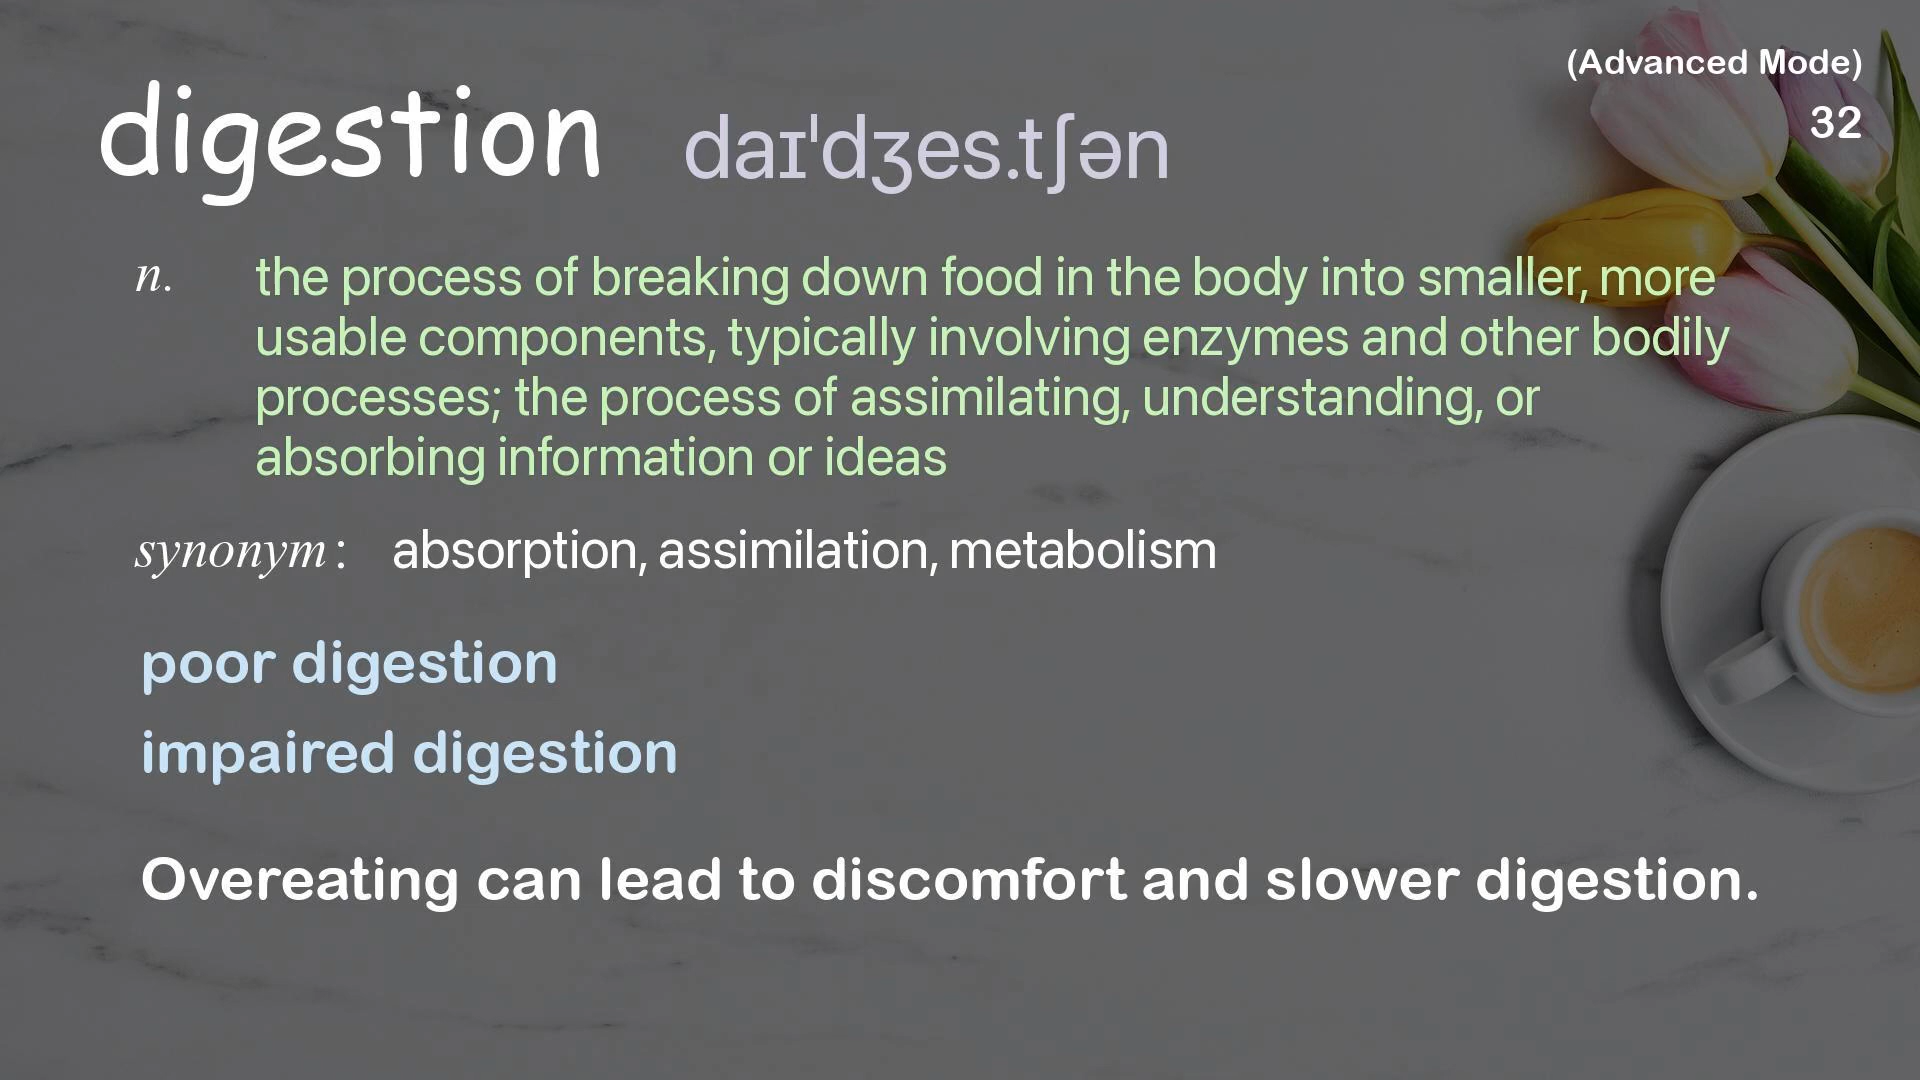 (Advanced Mode)
32
digestion daɪˈdʒes.tʃən
n. the process of breaking down food in the body into smaller, more
usable components, typically involving enzymes and other bodily
processes; the process of assimilating, understanding, or
absorbing information or ideas
synonym: absorption, assimilation, metabolism
poor digestion
impaired digestion
Overeating can lead to discomfort and slower digestion.